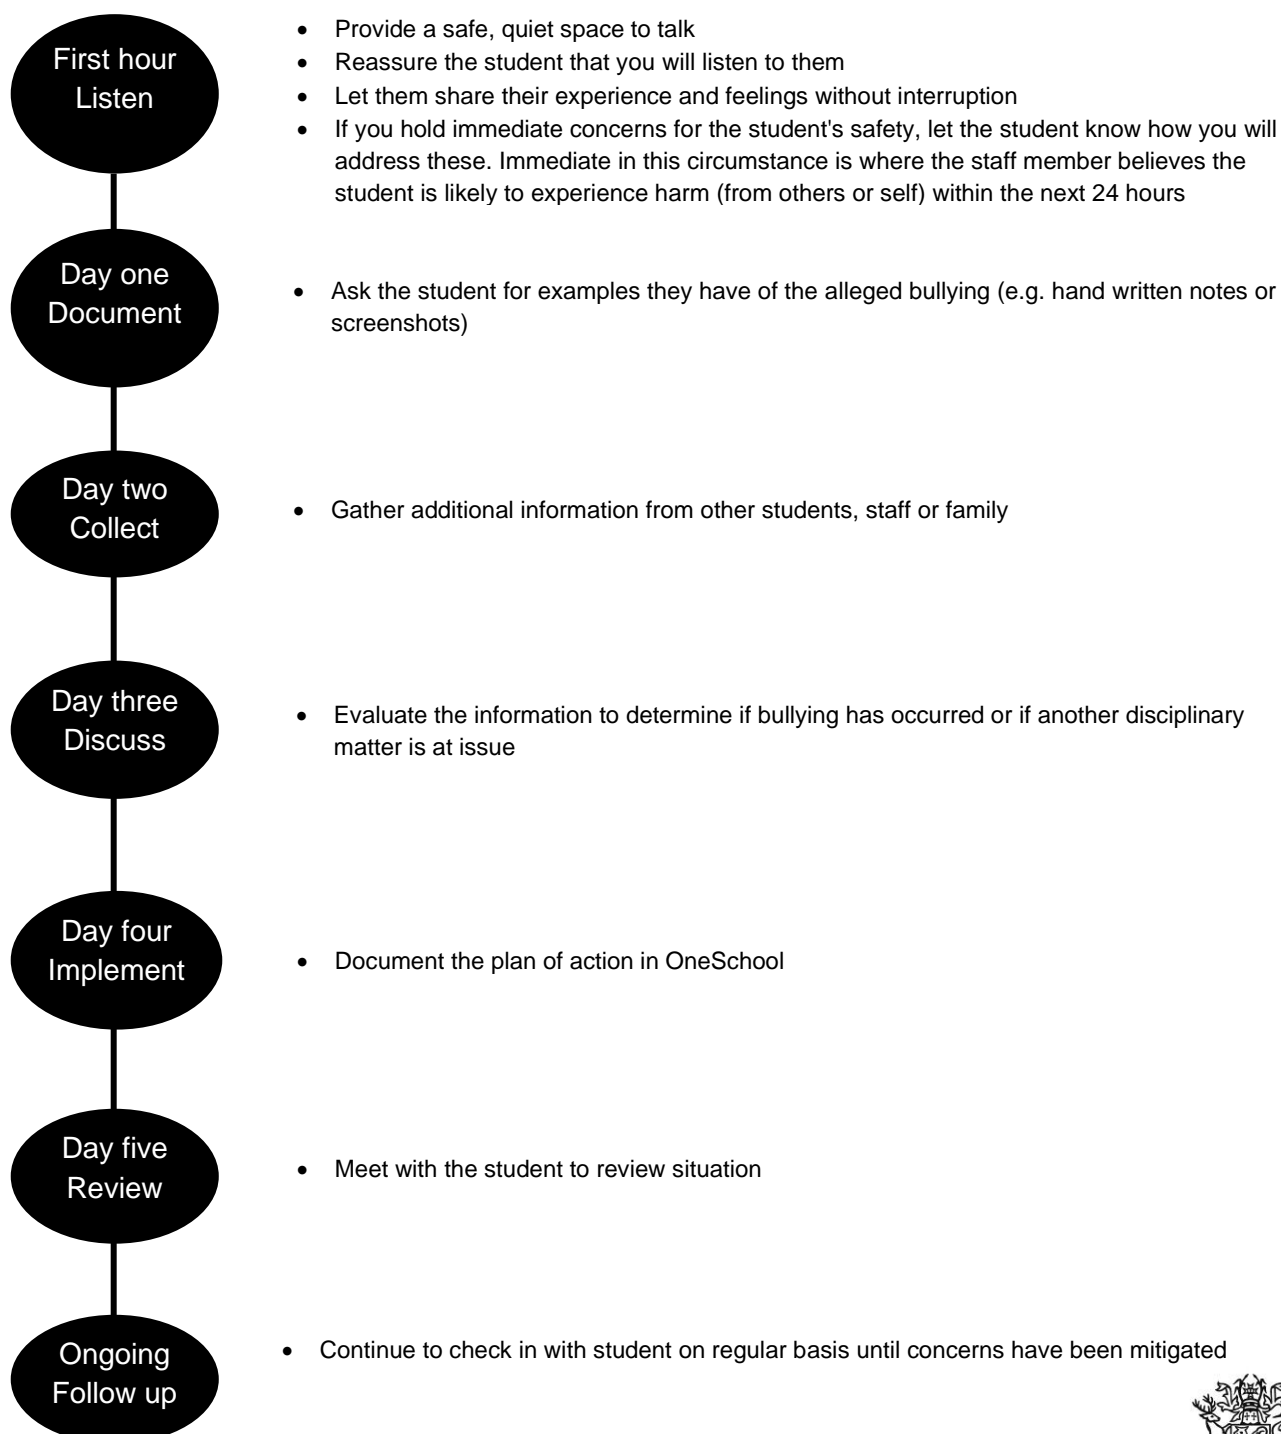 First hour
Listen
• Provide a safe, quiet space to talk
• Reassure the student that you will listen to them
• Let them share their experience and feelings without interruption
• If you hold immediate concerns for the student's safety, let the student know how you will
address these. Immediate in this circumstance is where the staff member believes the
student is likely to experience harm (from others or self) within the next 24 hours
Day one
Document
• Ask the student for examples they have of the alleged bullying (e.g. hand written notes or
screenshots)
Day two
Collect
• Gather additional information from other students, staff or family
Day three
Discuss
• Evaluate the information to determine if bullying has occurred or if another disciplinary
matter is at issue
Day four
Implement
• Document the plan of action in OneSchool
Day five
Review
• Meet with the student to review situation
Ongoing
Follow up
• Continue to check in with student on regular basis until concerns have been mitigated